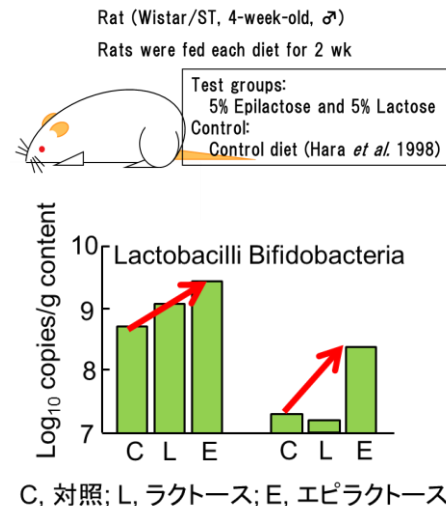 Rat (Wistar/ST, 4-week-old, ♂)
Rats were fed each diet for 2 wk
Test groups:
5% Epilactose and 5% Lactose
Control:
Control diet (Hara et al. 1998)
Log10 copies/g content
10
9
8
7
Lactobacilli Bifidobacteria
C L E C L E
C, 対照; L, ラクトース; E, エピラクトース